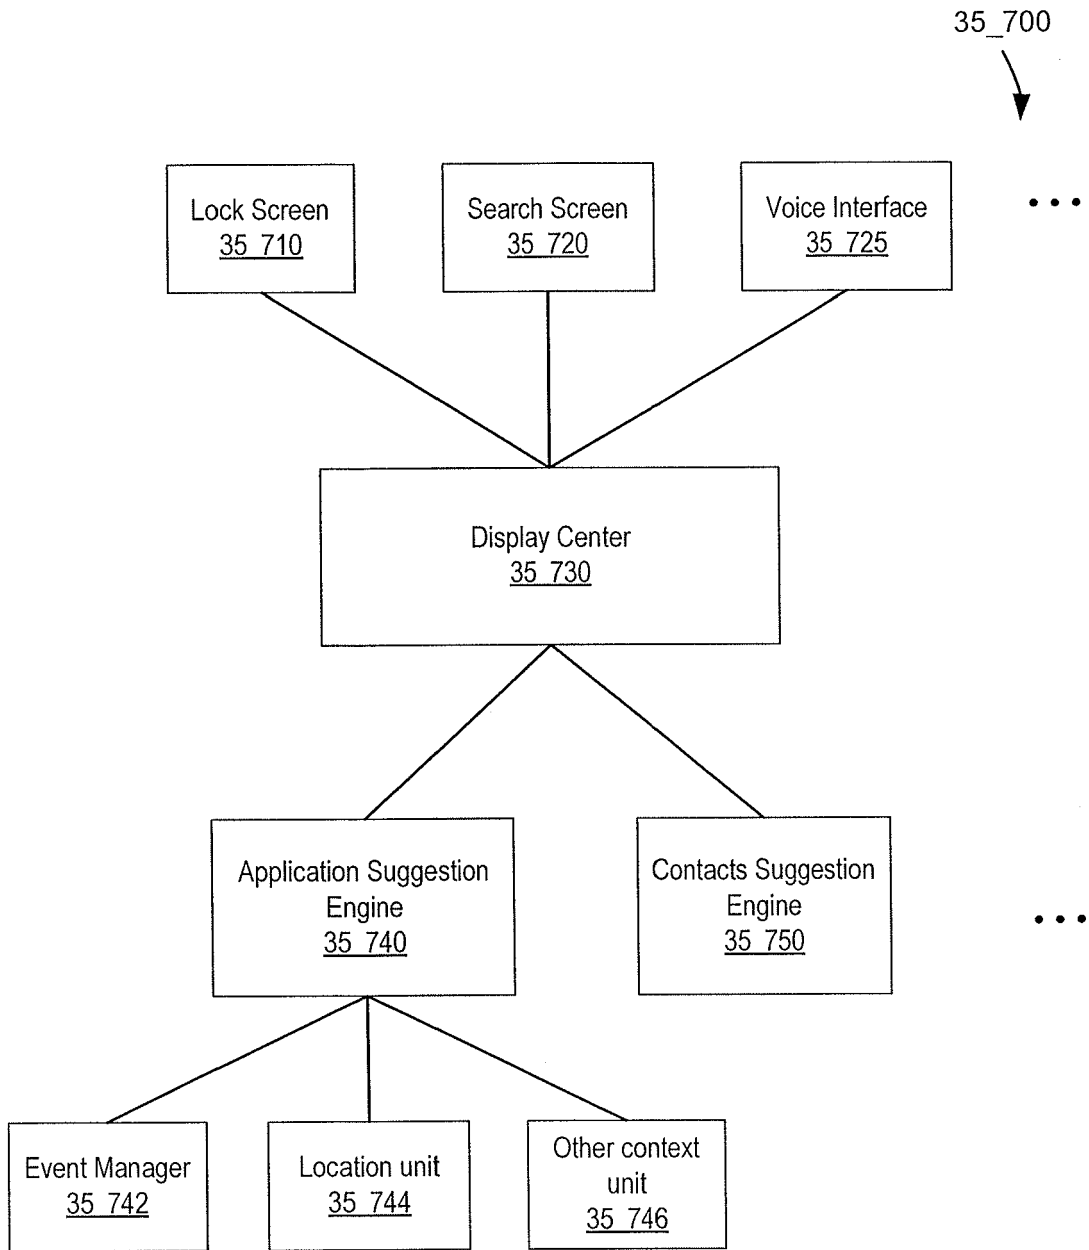 35_700
Lock Screen
35_710
Search Screen
35_720
Voice Interface
35_725
• • •
Display Center
35_730
Application Suggestion
Engine
35_740
Contacts Suggestion
Engine
35_750
• • •
Event Manager
35_742
Location unit
35_744
Other context
unit
35_746